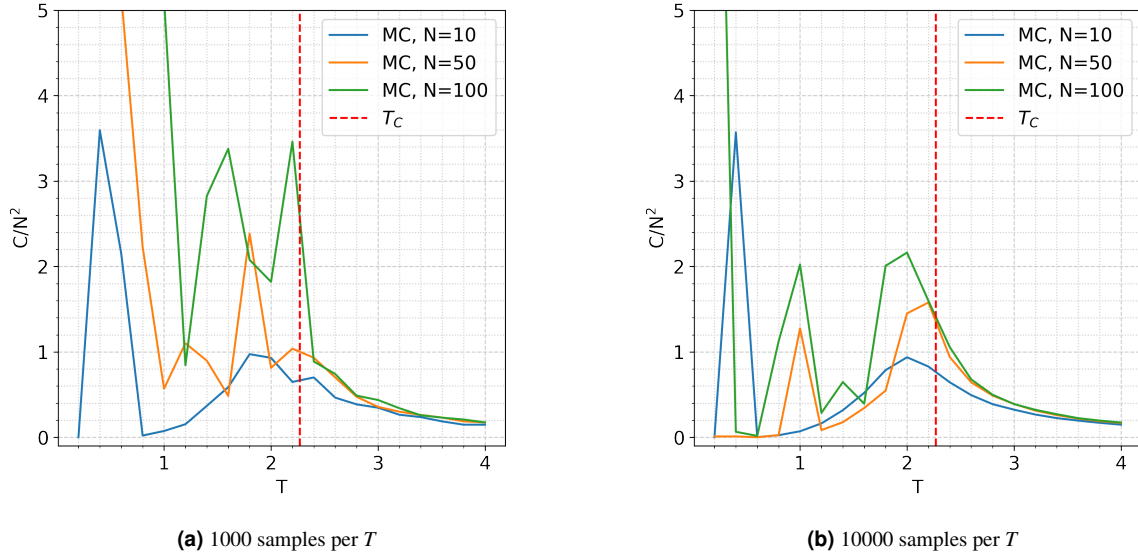 5
4
3
2
1
0
C/N²
1
2
3
4
T
MC, N=10
MC, N=50
MC, N=100
T_C
(a) 1000 samples per T
5
4
3
2
1
0
C/N²
1
2
3
4
T
MC, N=10
MC, N=50
MC, N=100
T_C
(b) 10000 samples per T